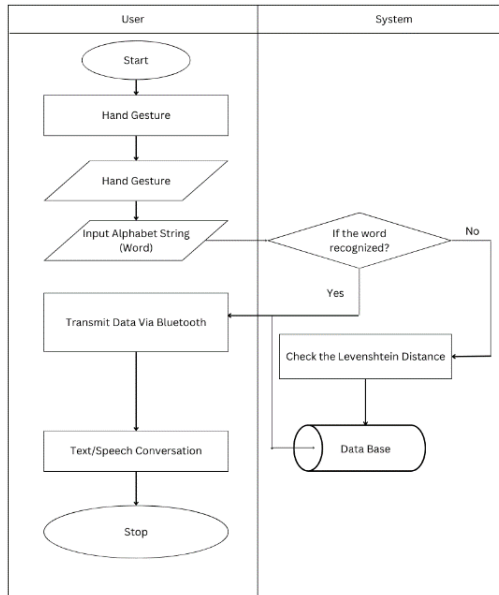 User
System
Start
Hand Gesture
Hand Gesture
Input Alphabet String
(Word)
If the word
recognized?
No
Yes
Transmit Data Via Bluetooth
Check the Levenshtein Distance
Text/Speech Conversation
Data Base
Stop